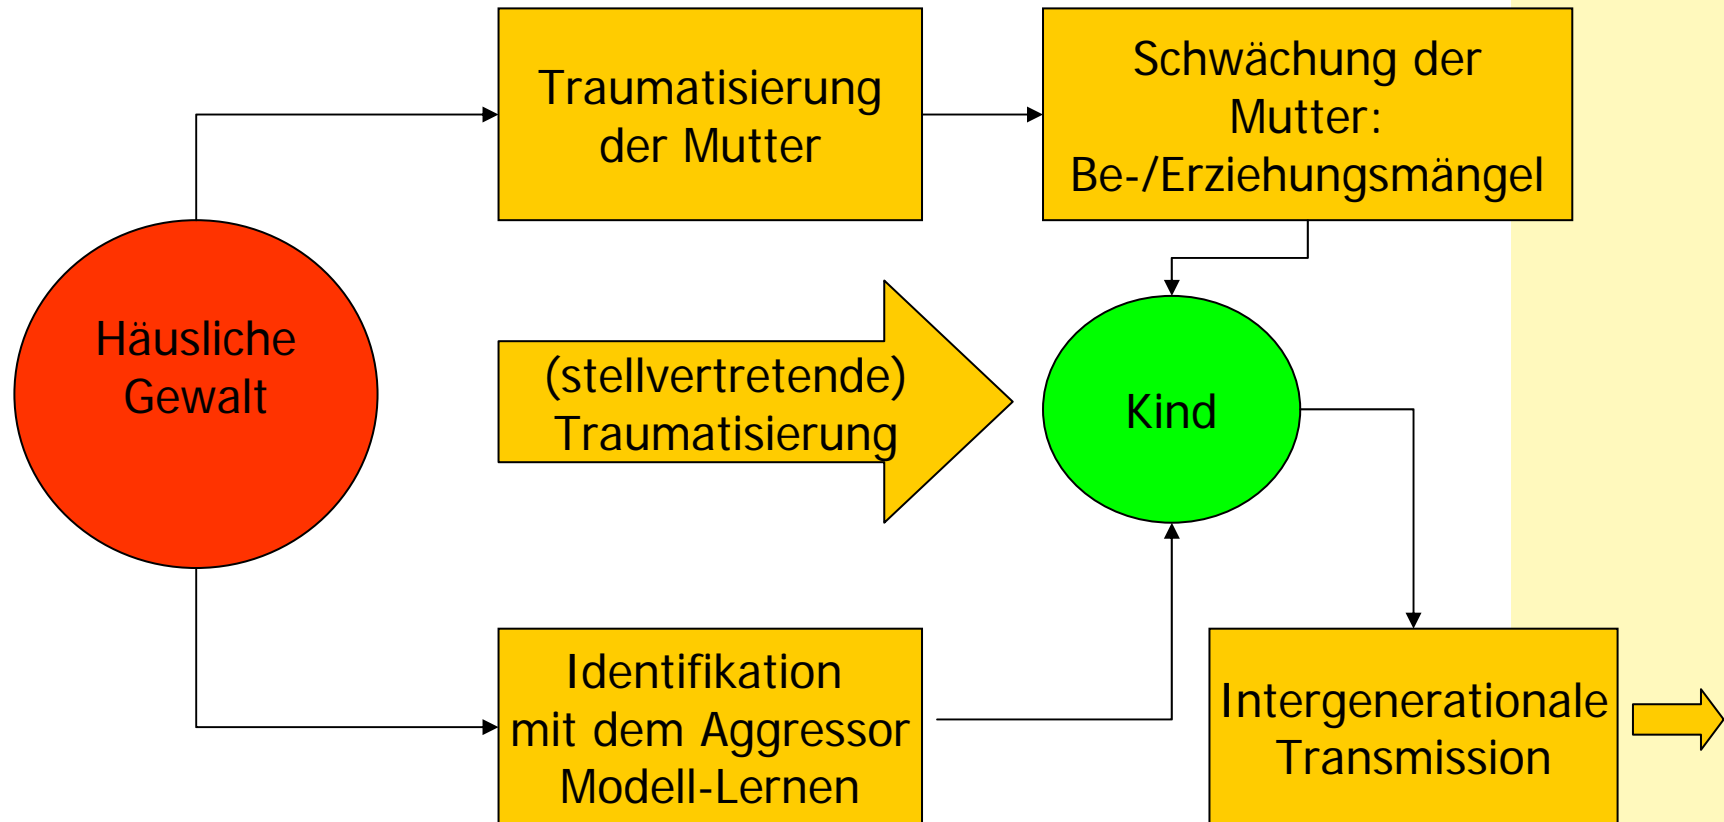 Traumatisierung
der Mutter
Schwächung der
Mutter:
Be-/Erziehungsmängel
Häusliche
Gewalt
(stellvertretende)
Traumatisierung
Kind
Identifikation
mit dem Aggressor
Modell-Lernen
Intergenerationale
Transmission